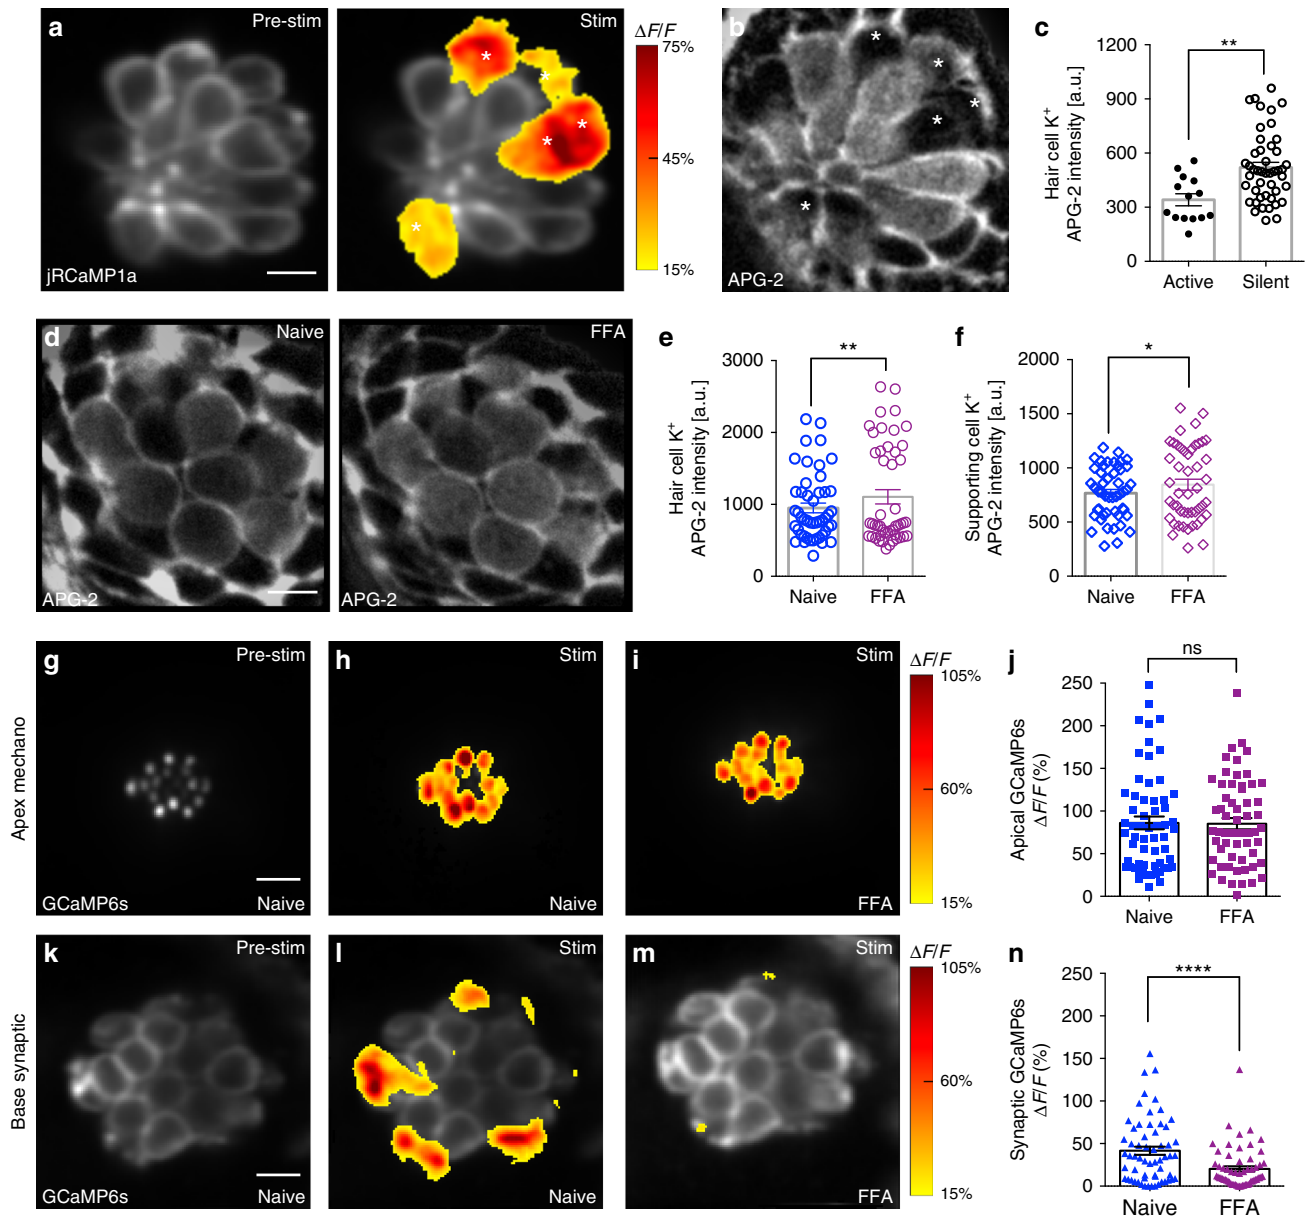 a
Pre-stim
jRCaMP1a
Stim
* * * * *
ΔF/F
75%
45%
15%
b
* * * * *
APG-2
c
Hair cell K+
APG-2 intensity [a.u.]
1200
900
600
300
0
**
Active
Silent
d
Naive
APG-2
FFA
APG-2
e
Hair cell K+
APG-2 intensity [a.u.]
3000
2000
1000
0
**
Naive
FFA
f
Supporting cell K+
APG-2 intensity [a.u.]
2000
1500
1000
500
0
*
Naive
FFA
Apex mechano
g
Pre-stim
GCaMP6s
Naive
h
Stim
Naive
i
Stim
FFA
ΔF/F
105%
60%
15%
j
Apical GCaMP6s
ΔF/F (%)
250
200
150
100
50
0
ns
Naive
FFA
Base synaptic
k
Pre-stim
GCaMP6s
Naive
l
Stim
Naive
m
Stim
FFA
ΔF/F
105%
60%
15%
n
Synaptic GCaMP6s
ΔF/F (%)
250
200
150
100
50
0
****
Naive
FFA